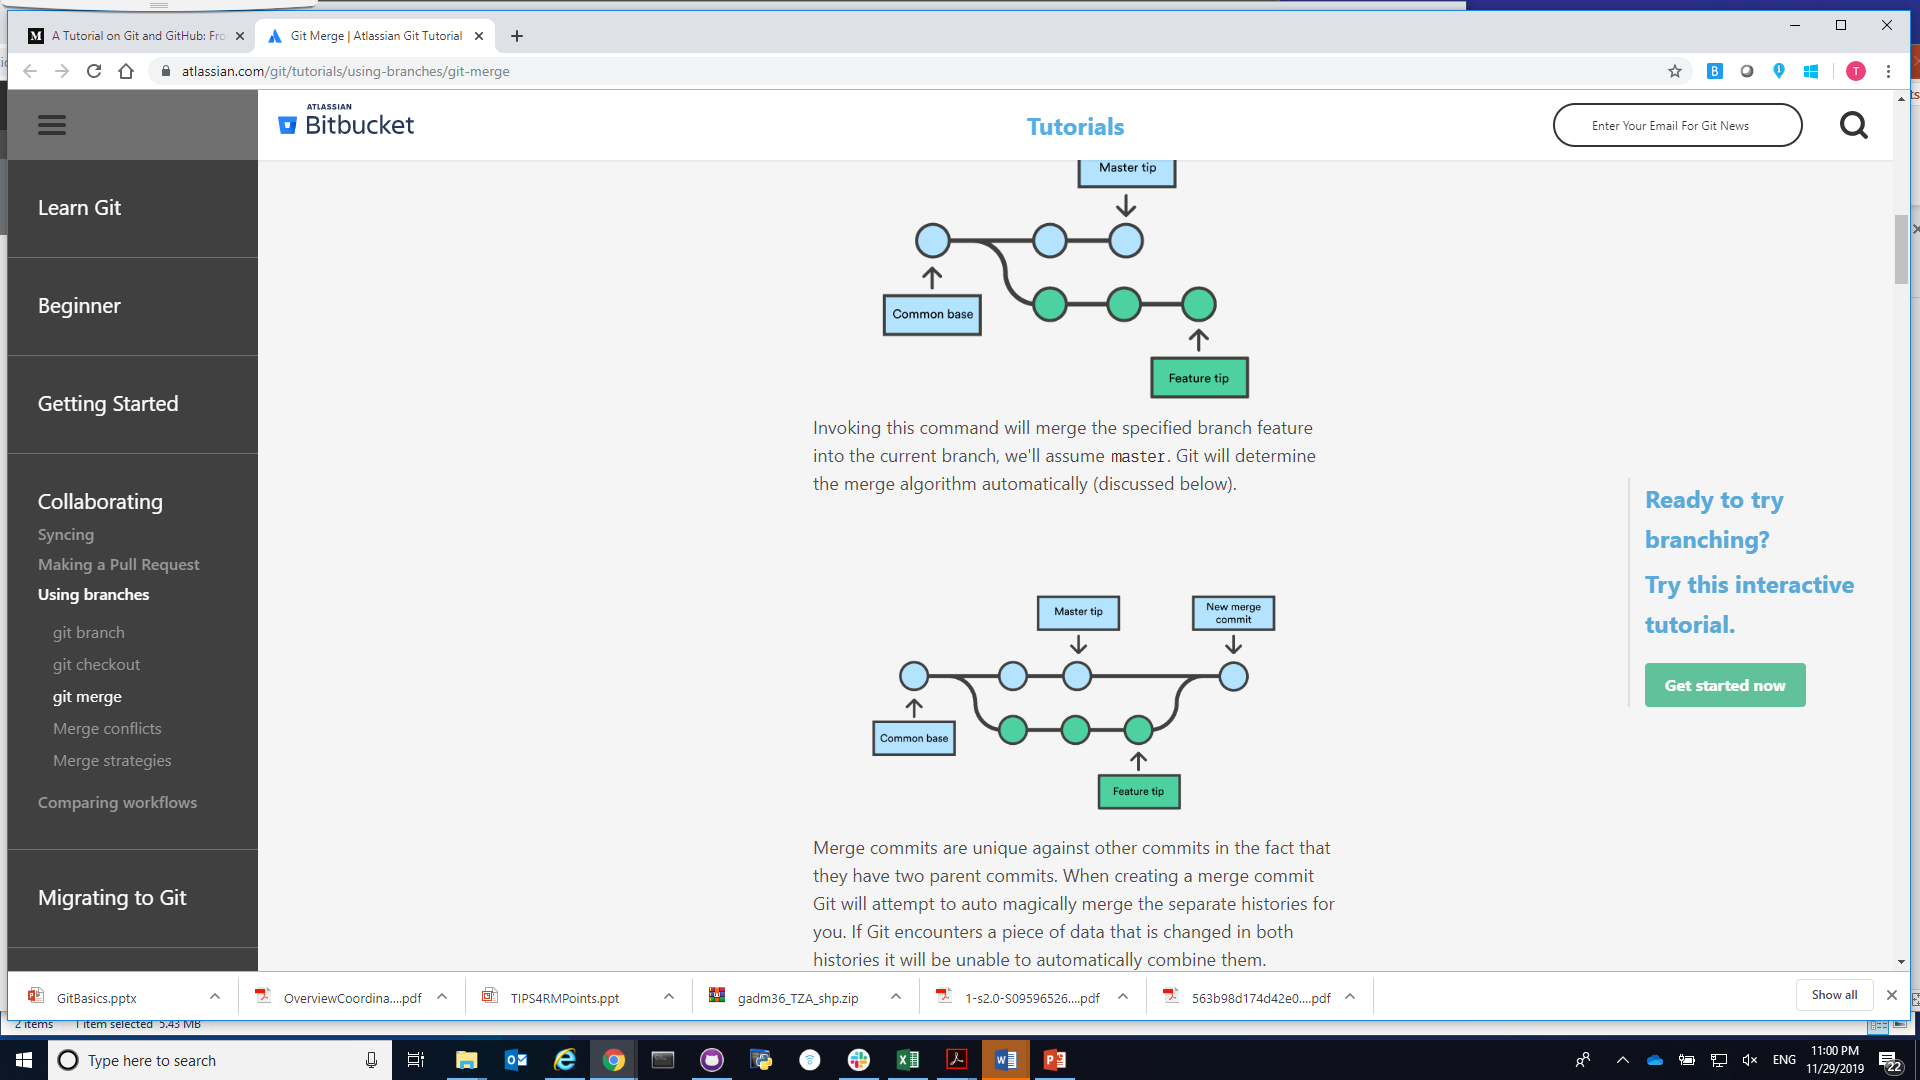 A Tutorial on Git and GitHub: Fro
Git Merge | Atlassian Git Tutorial
atlassian.com/git/tutorials/using-branches/git-merge
B
T
ATLASSIAN
Bitbucket
Tutorials
Enter Your Email For Git News
Learn Git
Beginner
Getting Started
Collaborating
Syncing
Making a Pull Request
Using branches
git branch
git checkout
git merge
Merge conflicts
Merge strategies
Comparing workflows
Migrating to Git
Master tip
Common base
Feature tip
Invoking this command will merge the specified branch feature
into the current branch, we'll assume master. Git will determine
the merge algorithm automatically (discussed below).
Master tip
New merge
commit
Common base
Feature tip
Merge commits are unique against other commits in the fact that
they have two parent commits. When creating a merge commit
Git will attempt to auto magically merge the separate histories for
you. If Git encounters a piece of data that is changed in both
histories it will be unable to automatically combine them.
Ready to try
branching?
Try this interactive
tutorial.
Get started now
GitBasics.pptx
OverviewCoordina....pdf
TIPS4RMPoints.ppt
gadm36_TZA_shp.zip
1-s2.0-S09596526....pdf
563b98d174d42e0....pdf
Show all
2 items
1 item selected 5.43 MB
Type here to search
ENG
11:00 PM
11/29/2019
22